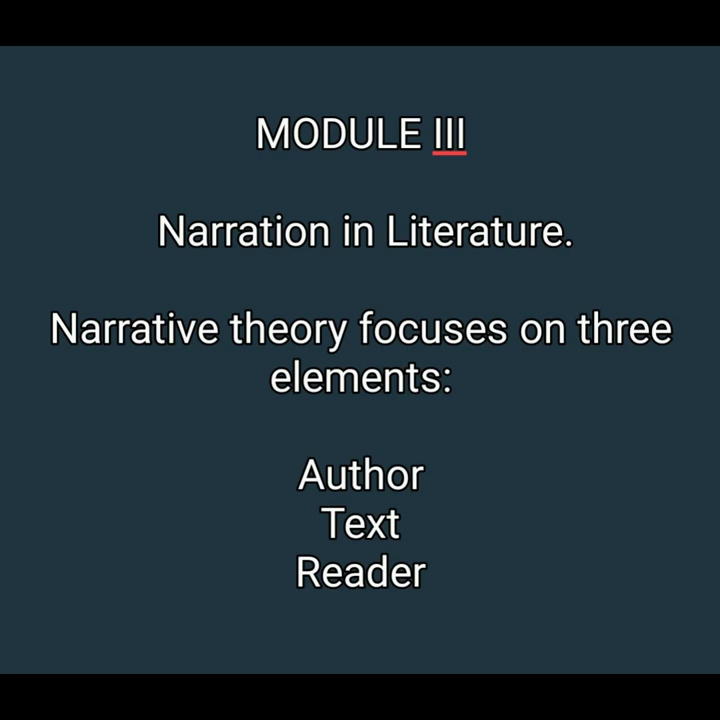 MODULE III
Narration in Literature.
Narrative theory focuses on three
elements:
Author
Text
Reader